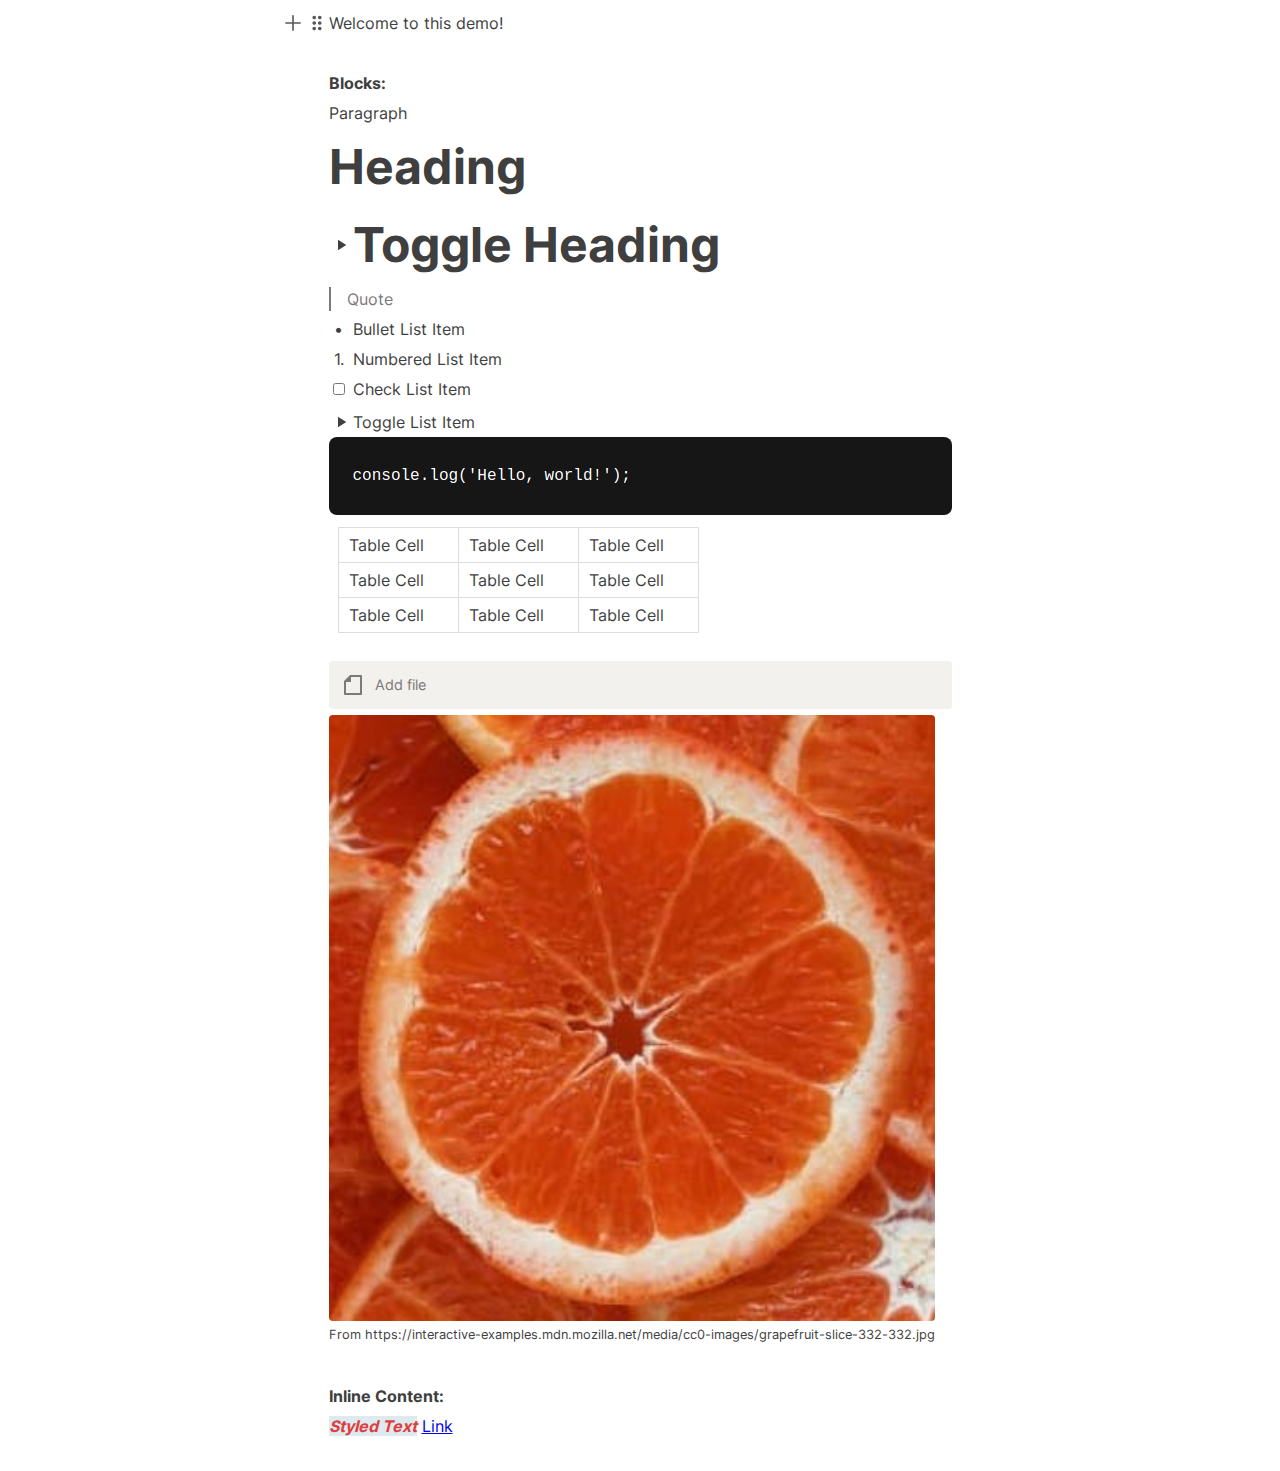 Welcome to this demo!
Blocks:
Paragraph
Heading
Toggle Heading
Quote
• Bullet List Item
1. Numbered List Item
Check List Item
Toggle List Item
console.log('Hello, world!');
Table Cell Table Cell Table Cell
Table Cell Table Cell Table Cell
Table Cell Table Cell Table Cell
Add file
From https://interactive-examples.mdn.mozilla.net/media/cc0-images/grapefruit-slice-332-332.jpg
Inline Content:
Styled Text Link